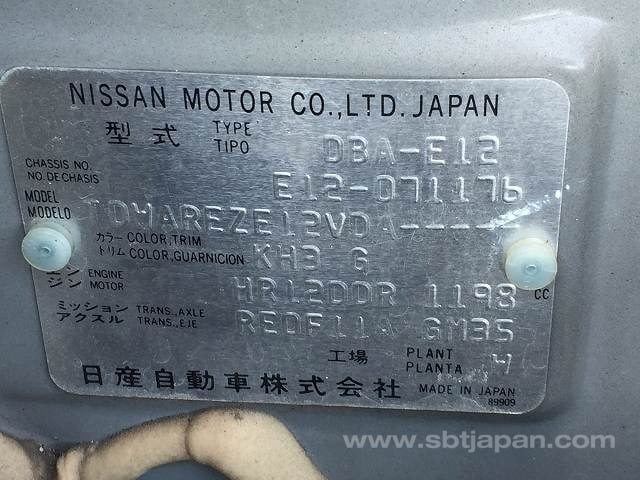 NISSAN MOTOR CO.,LTD. JAPAN
型式 TYPE TIPO DBA-E12
CHASSIS NO. NO. DE CHASIS E12-071176
MODEL MODELO TDWAREZE12VDA-----
カラー COLOR,TRIM トリム COLOR,GUARNICION KH3 G
エンジン ENGINE MOTOR HR12DDR 1198 CC
ミッション TRANS.,AXLE アクスル TRANS.,EJE RE0F11A GM35
工場 PLANT PLANTA H
日産自動車株式会社 MADE IN JAPAN
89909
www.sbtjapan.com